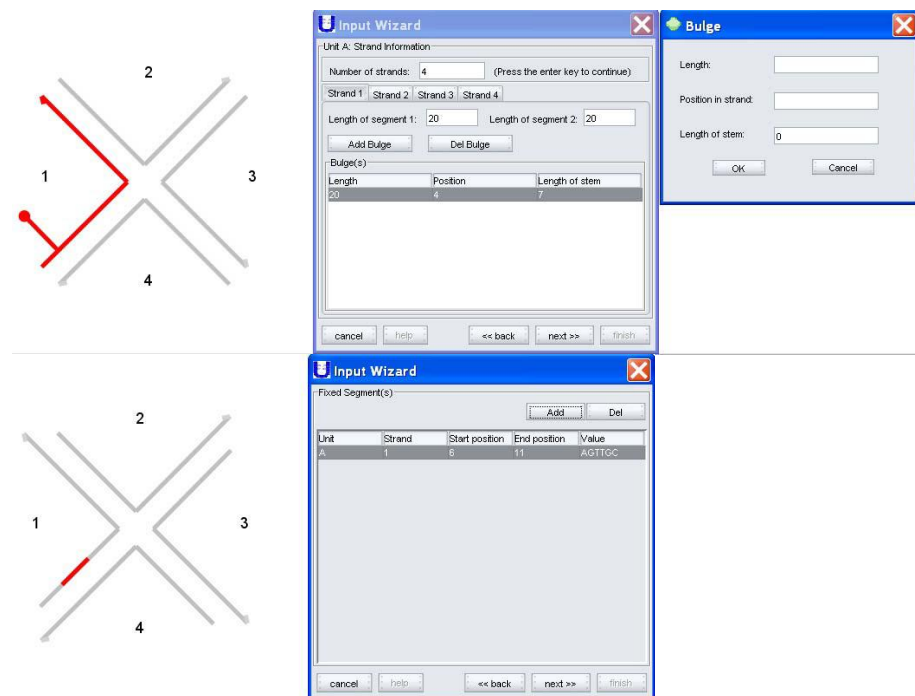 2
1
3
4
Input Wizard
Unit A: Strand Information
Number of strands: 4 (Press the enter key to continue)
Strand 1 Strand 2 Strand 3 Strand 4
Length of segment 1: 20 Length of segment 2: 20
Add Bulge Del Bulge
Bulge(s)
Length Position Length of stem
20 4 7
cancel help << back next >> finish
Bulge
Length:
Position in strand:
Length of stem: 0
OK Cancel
2
1
3
4
Input Wizard
Fixed Segment(s)
Add Del
Unit Strand Start position End position Value
A 1 6 11 AGTTGC
cancel help << back next >> finish